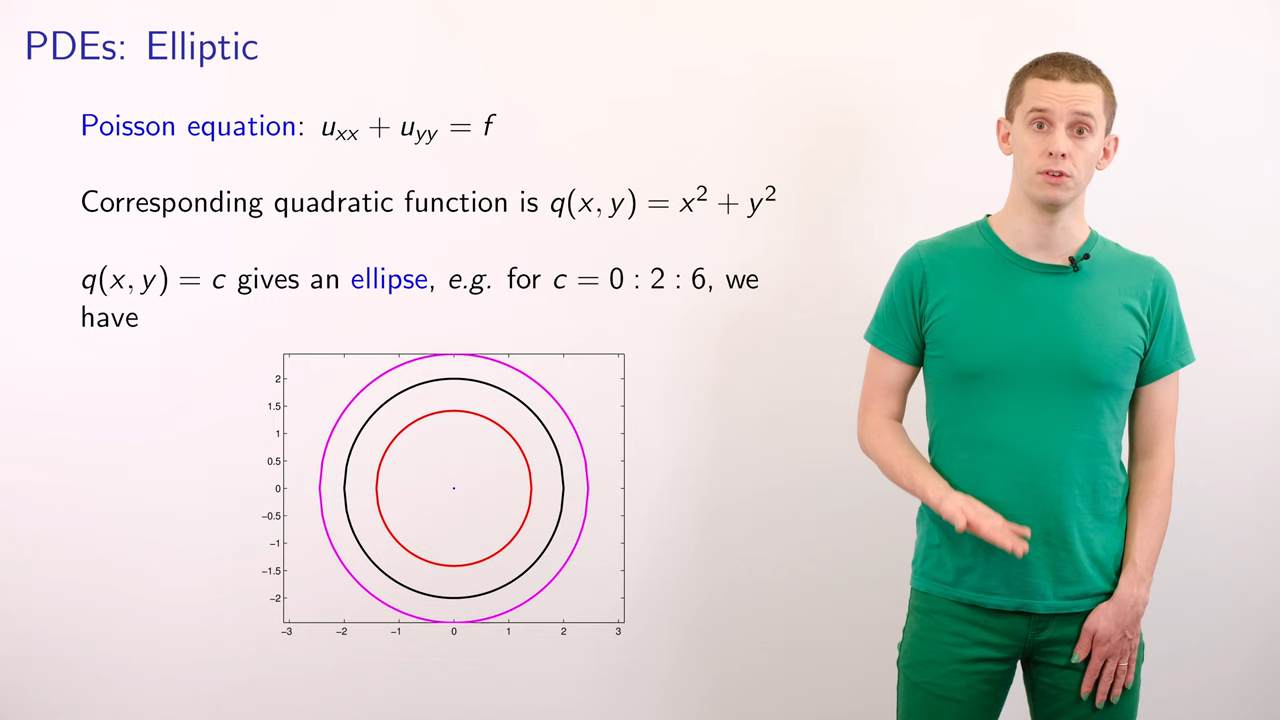 PDEs: Elliptic
Poisson equation: u_xx + u_yy = f
Corresponding quadratic function is q(x, y) = x² + y²
q(x, y) = c gives an ellipse, e.g. for c = 0 : 2 : 6, we
have
2
1.5
1
0.5
0
−0.5
−1
−1.5
−2
−3 −2 −1 0 1 2 3